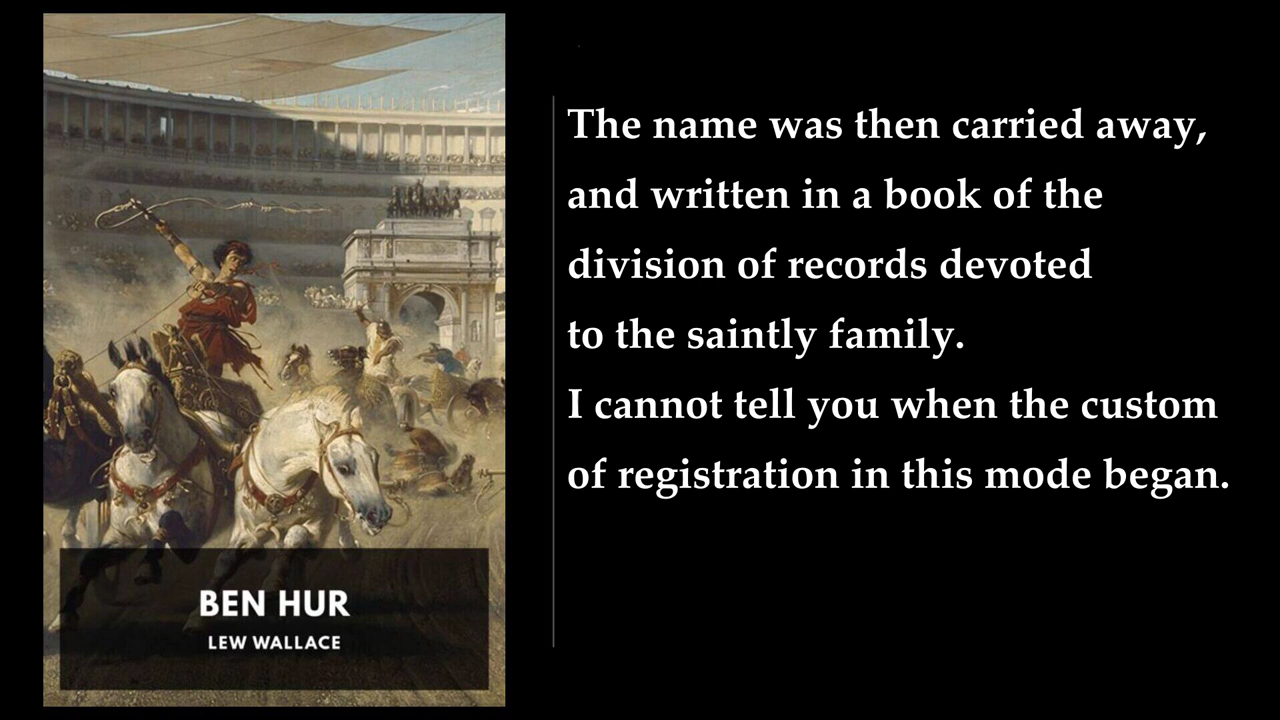 The name was then carried away,
and written in a book of the
division of records devoted
to the saintly family.
I cannot tell you when the custom
of registration in this mode began.
BEN HUR
LEW WALLACE